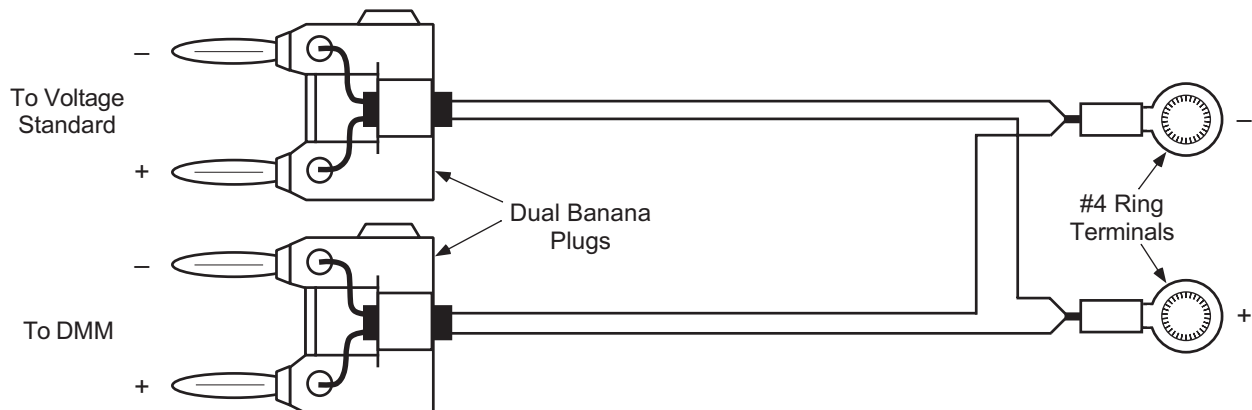 –
To Voltage
Standard
+
Dual Banana
Plugs
–
To DMM
+
–
#4 Ring
Terminals
+